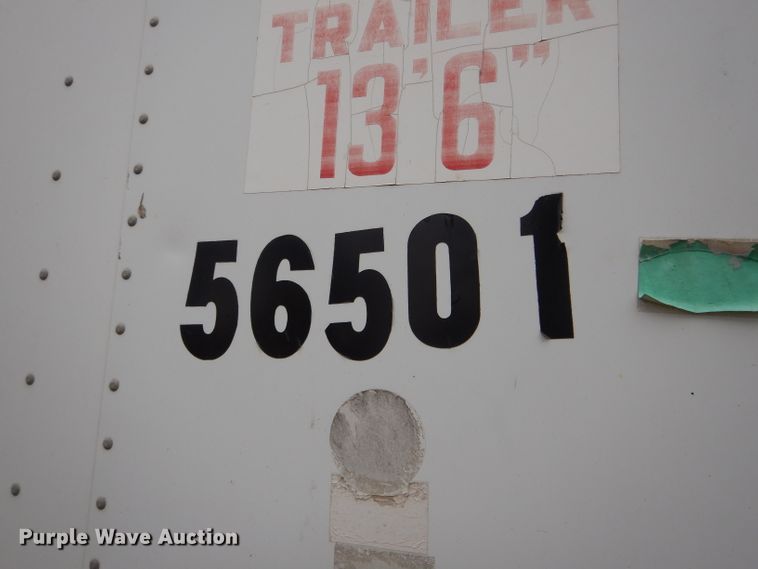 TRAILER
13'6"
56501
Purple Wave Auction